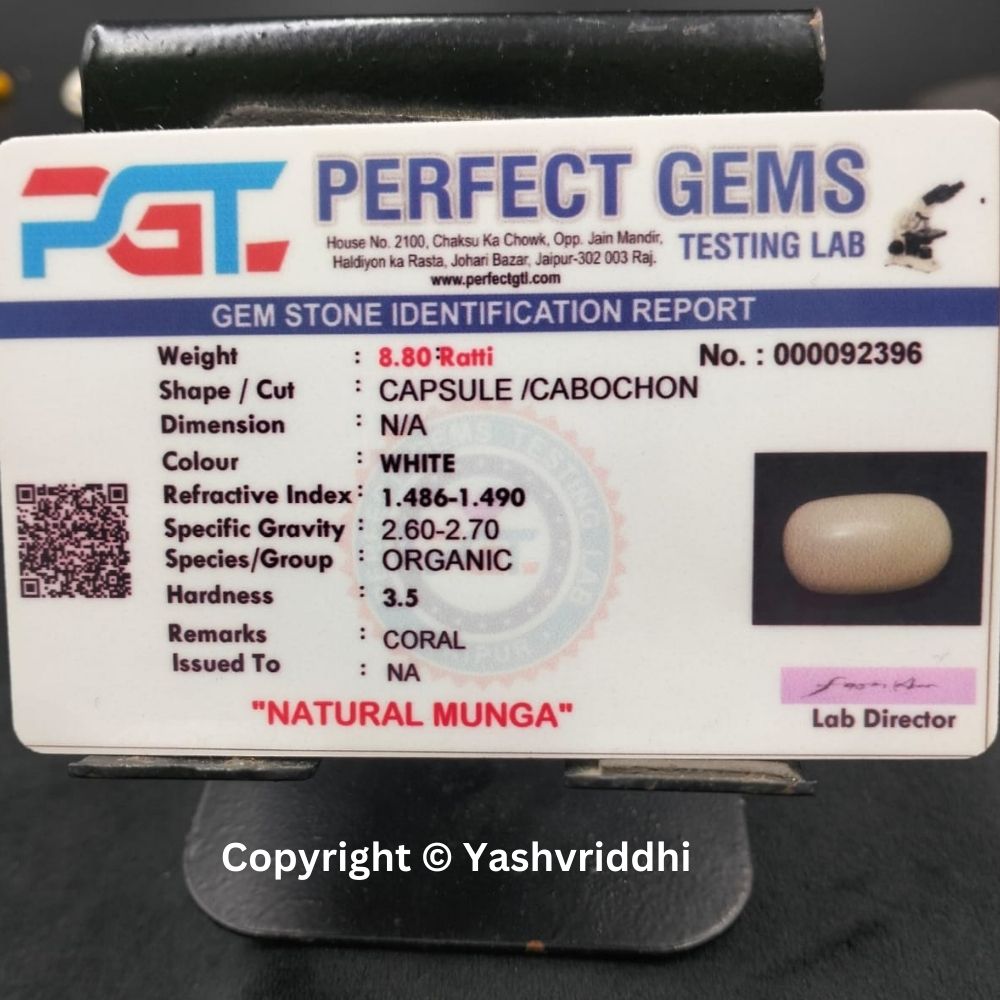 PGT.
PERFECT GEMS
TESTING LAB
House No. 2100, Chaksu Ka Chowk, Opp. Jain Mandir,
Haldiyon ka Rasta, Johari Bazar, Jaipur-302 003 Raj.
www.perfectgtl.com
GEM STONE IDENTIFICATION REPORT
No. : 000092396
Weight : 8.80 Ratti
Shape / Cut : CAPSULE /CABOCHON
Dimension : N/A
Colour : WHITE
Refractive Index : 1.486-1.490
Specific Gravity : 2.60-2.70
Species/Group : ORGANIC
Hardness : 3.5
Remarks : CORAL
Issued To : NA
"NATURAL MUNGA"
Lab Director
Copyright © Yashvriddhi